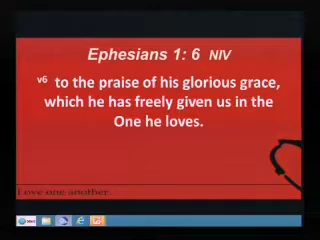 Ephesians 1: 6 NIV
v6 to the praise of his glorious grace,
which he has freely given us in the
One he loves.
Love one another.
Start